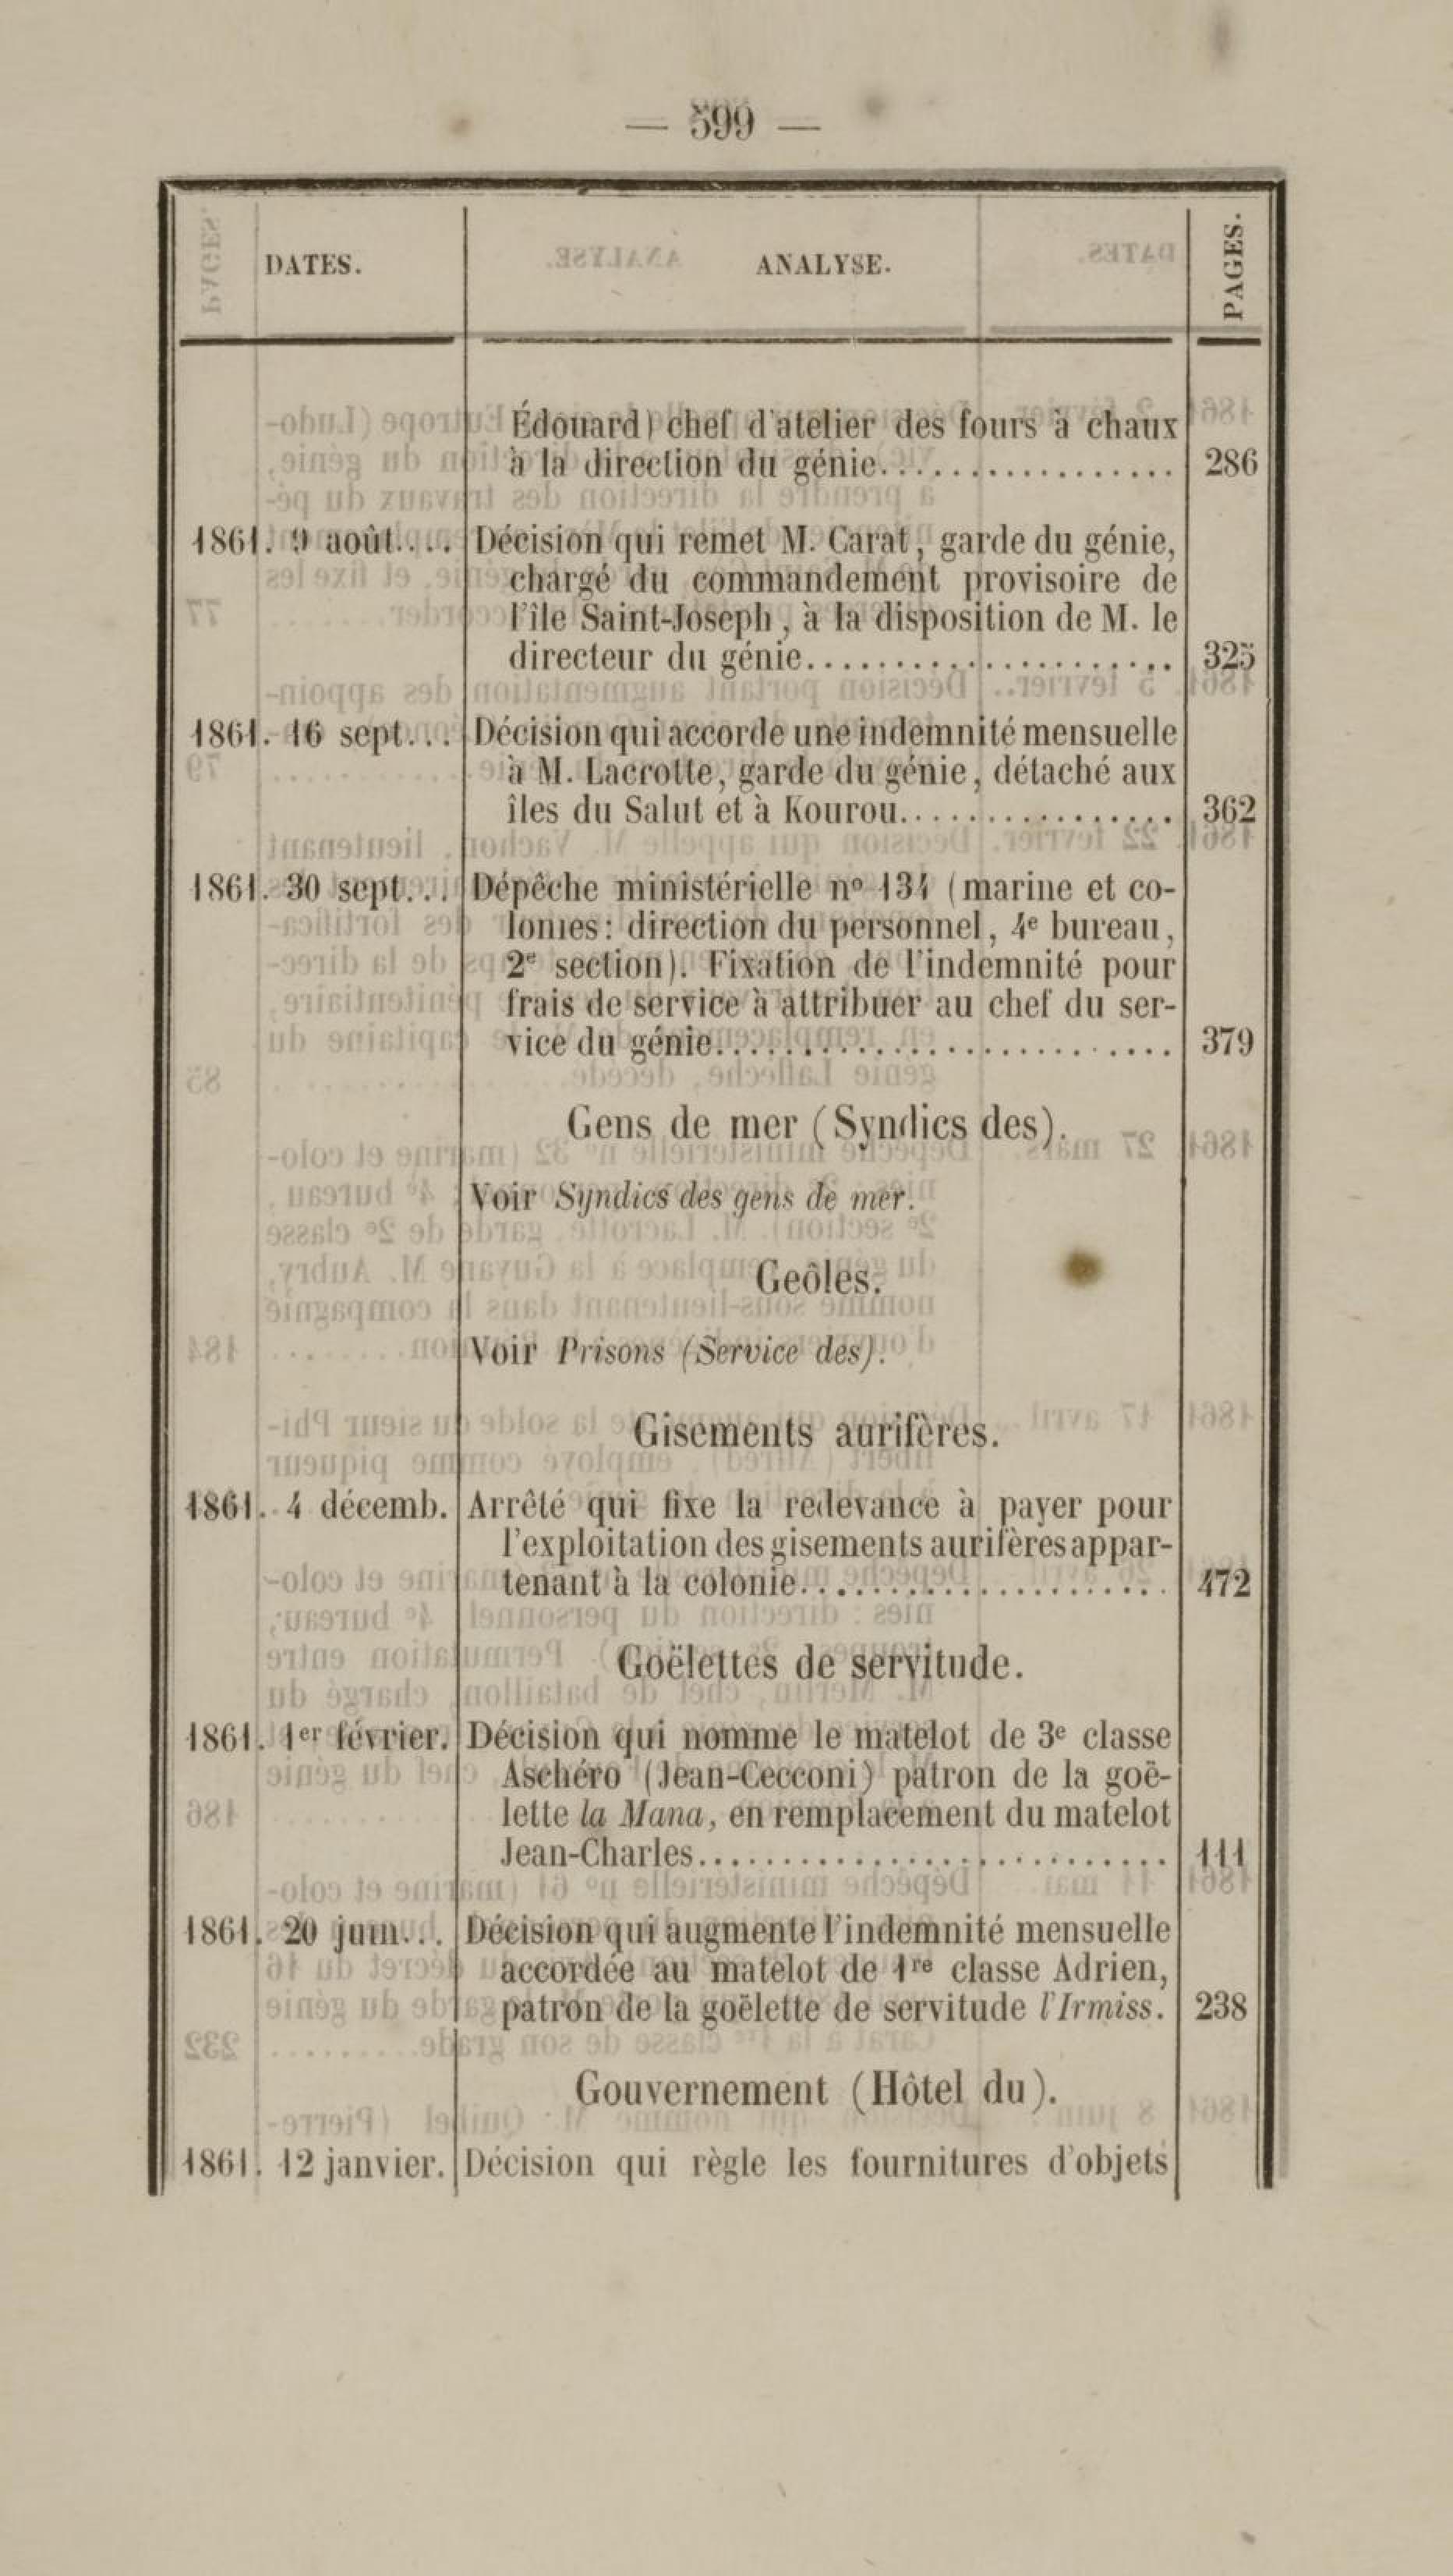 — 599 —
DATES. ANALYSE. PAGES.
Édouard) chef d'atelier des fours à chaux
à la direction du génie................. 286
1861. 9 août.... Décision qui remet M. Carat, garde du génie,
chargé du commandement provisoire de
l'île Saint-Joseph, à la disposition de M. le
directeur du génie..................... 325
1861. 16 sept... Décision qui accorde une indemnité mensuelle
à M. Lacrotte, garde du génie, détaché aux
îles du Salut et à Kourou................ 362
1861. 30 sept... Dépêche ministérielle nº 134 (marine et co-
lonies: direction du personnel, 4e bureau,
2e section). Fixation de l'indemnité pour
frais de service à attribuer au chef du ser-
vice du génie.......................... 379
Gens de mer (Syndics des).
Voir Syndics des gens de mer.
Geôles.
Voir Prisons (Service des).
Gisements aurifères.
1861. 4 décemb. Arrêté qui fixe la redevance à payer pour
l'exploitation des gisements aurifères appar-
tenant à la colonie..................... 472
Goëlettes de servitude.
1861. 1er février. Décision qui nomme le matelot de 3e classe
Aschéro (Jean-Cecconi) patron de la goë-
lette la Mana, en remplacement du matelot
Jean-Charles........................... 111
1861. 20 juin... Décision qui augmente l'indemnité mensuelle
accordée au matelot de 1re classe Adrien,
patron de la goëlette de servitude l'Irmiss. 238
Gouvernement (Hôtel du).
1861. 12 janvier. Décision qui règle les fournitures d'objets